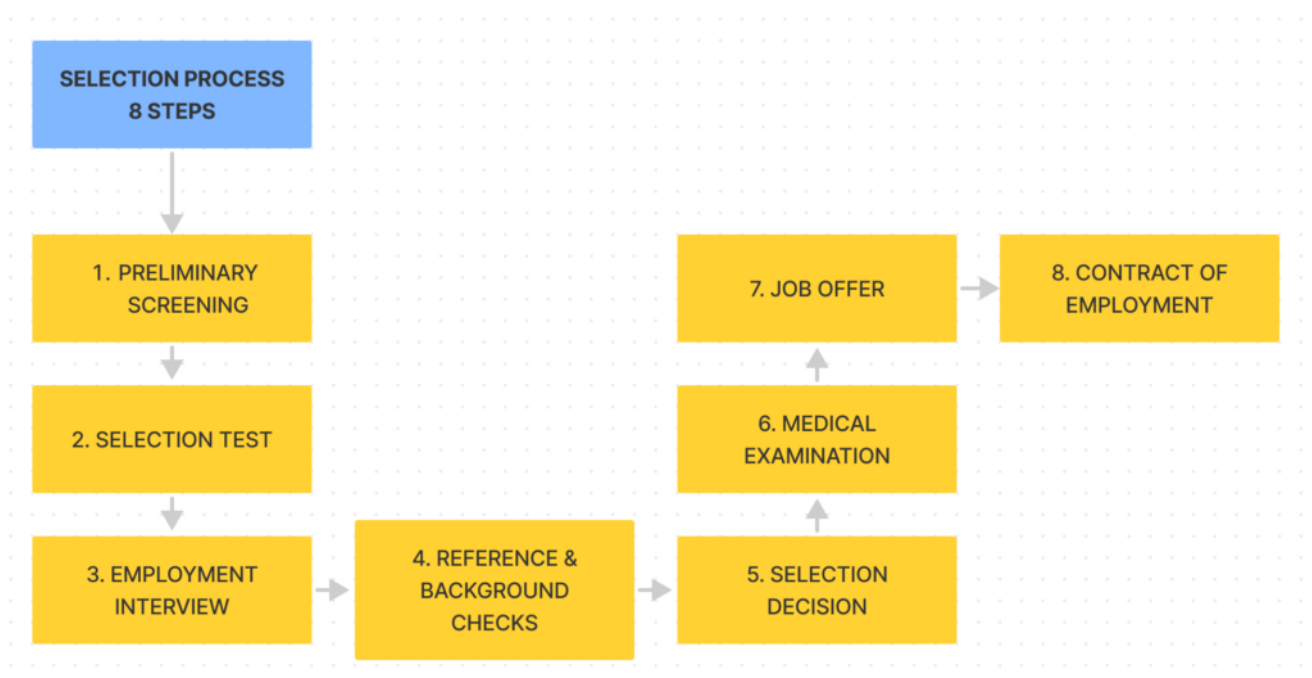 SELECTION PROCESS
8 STEPS
1. PRELIMINARY
SCREENING
2. SELECTION TEST
3. EMPLOYMENT
INTERVIEW
4. REFERENCE &
BACKGROUND
CHECKS
5. SELECTION
DECISION
6. MEDICAL
EXAMINATION
7. JOB OFFER
8. CONTRACT OF
EMPLOYMENT